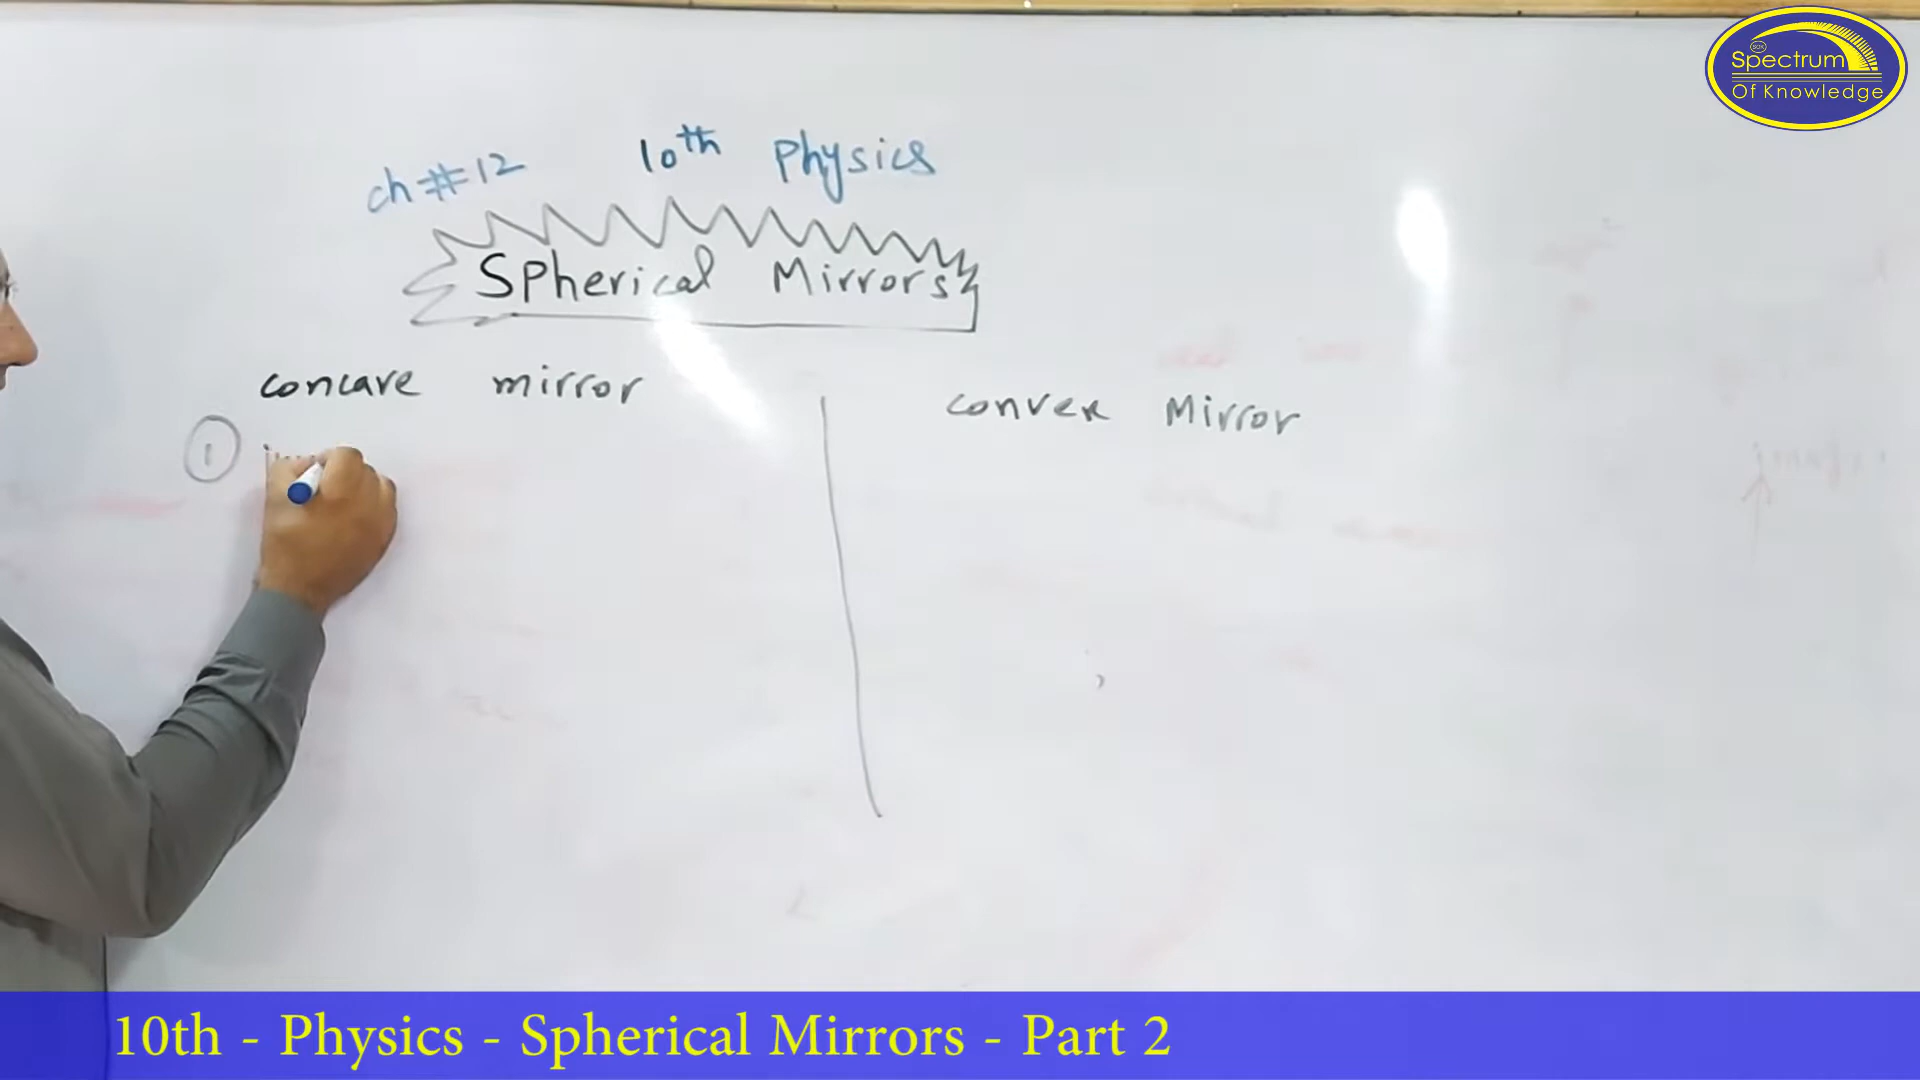 SOK
Spectrum
Of Knowledge
ch # 12 10th Physics
Spherical Mirrors
concave mirror
convex Mirror
1
10th - Physics - Spherical Mirrors - Part 2